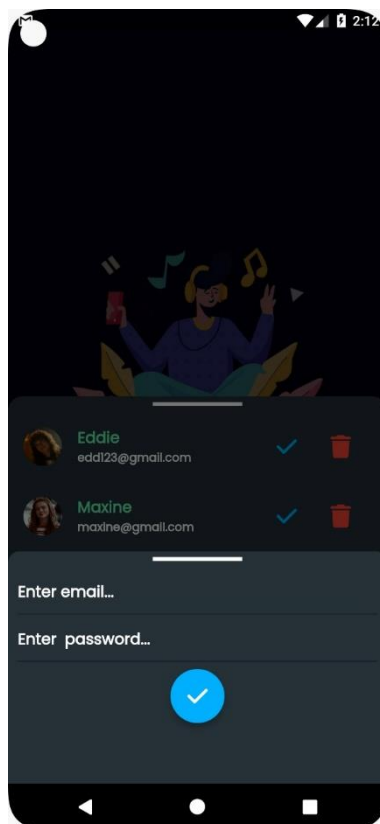 2:12
Eddie
edd123@gmail.com
Maxine
maxine@gmail.com
Enter email...
Enter  password...